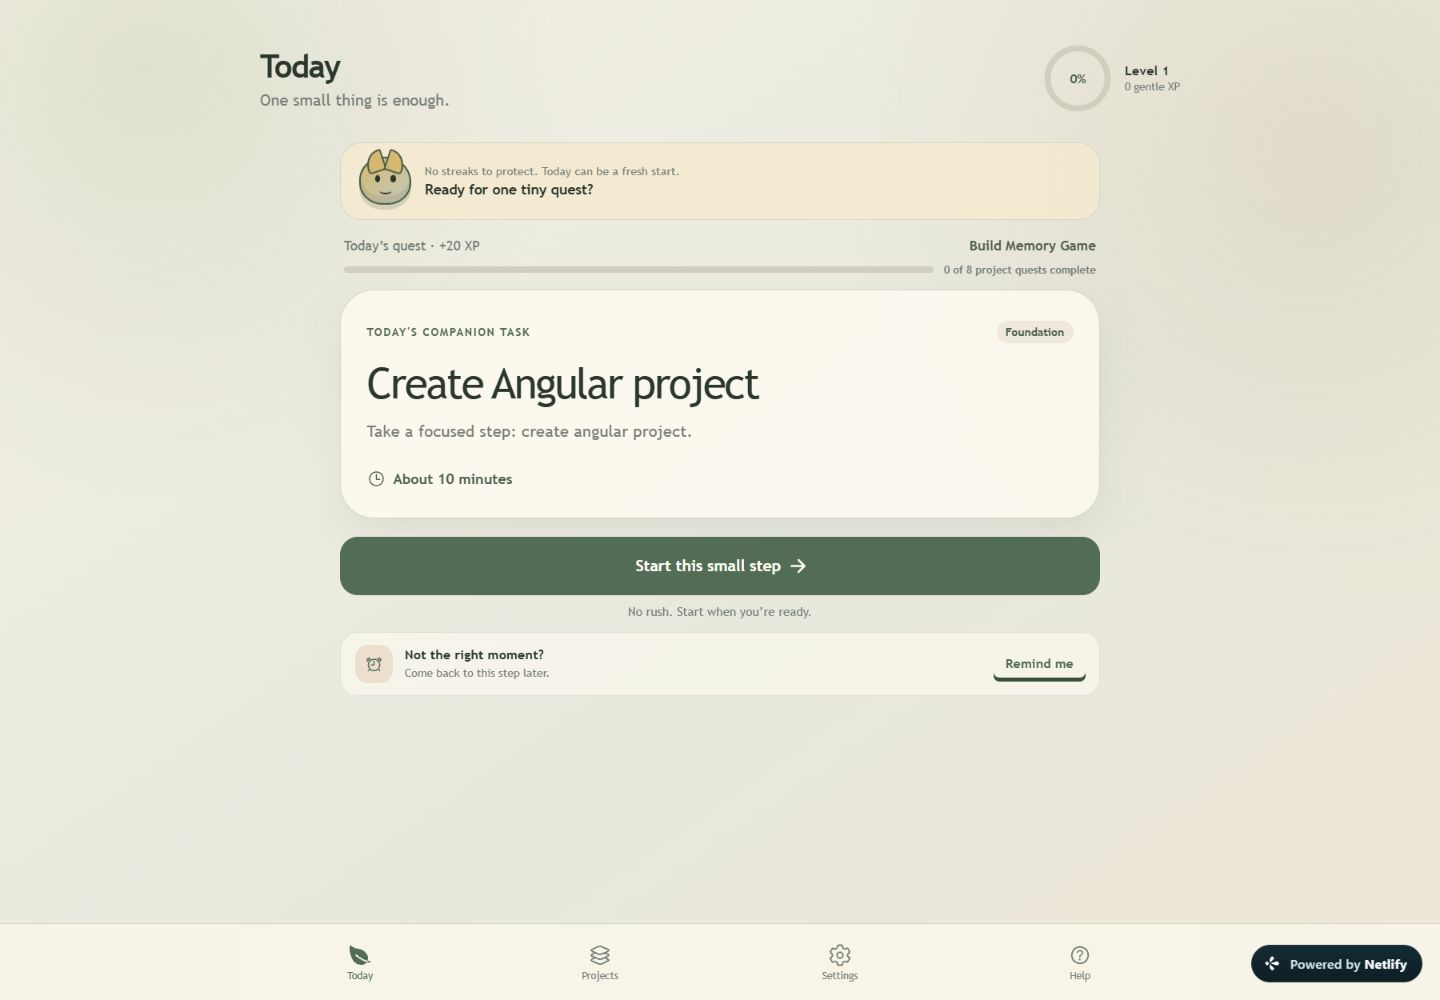 Today
One small thing is enough.
0%
Level 1
0 gentle XP
No streaks to protect. Today can be a fresh start.
Ready for one tiny quest?
Today’s quest · +20 XP
Build Memory Game
0 of 8 project quests complete
TODAY'S COMPANION TASK
Foundation
Create Angular project
Take a focused step: create angular project.
About 10 minutes
Start this small step →
No rush. Start when you’re ready.
Not the right moment?
Come back to this step later.
Remind me
Today
Projects
Settings
Help
Powered by Netlify